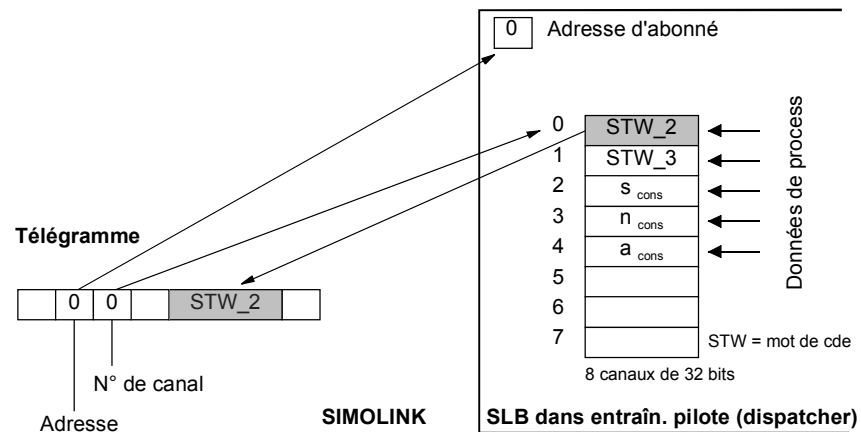 0 Adresse d'abonné
0 STW_2
1 STW_3
2 s cons
3 n cons
4 a cons
5
6
7
Données de process
STW = mot de cde
8 canaux de 32 bits
Télégramme
0 0 STW_2
N° de canal
Adresse
SIMOLINK
SLB dans entraîn. pilote (dispatcher)